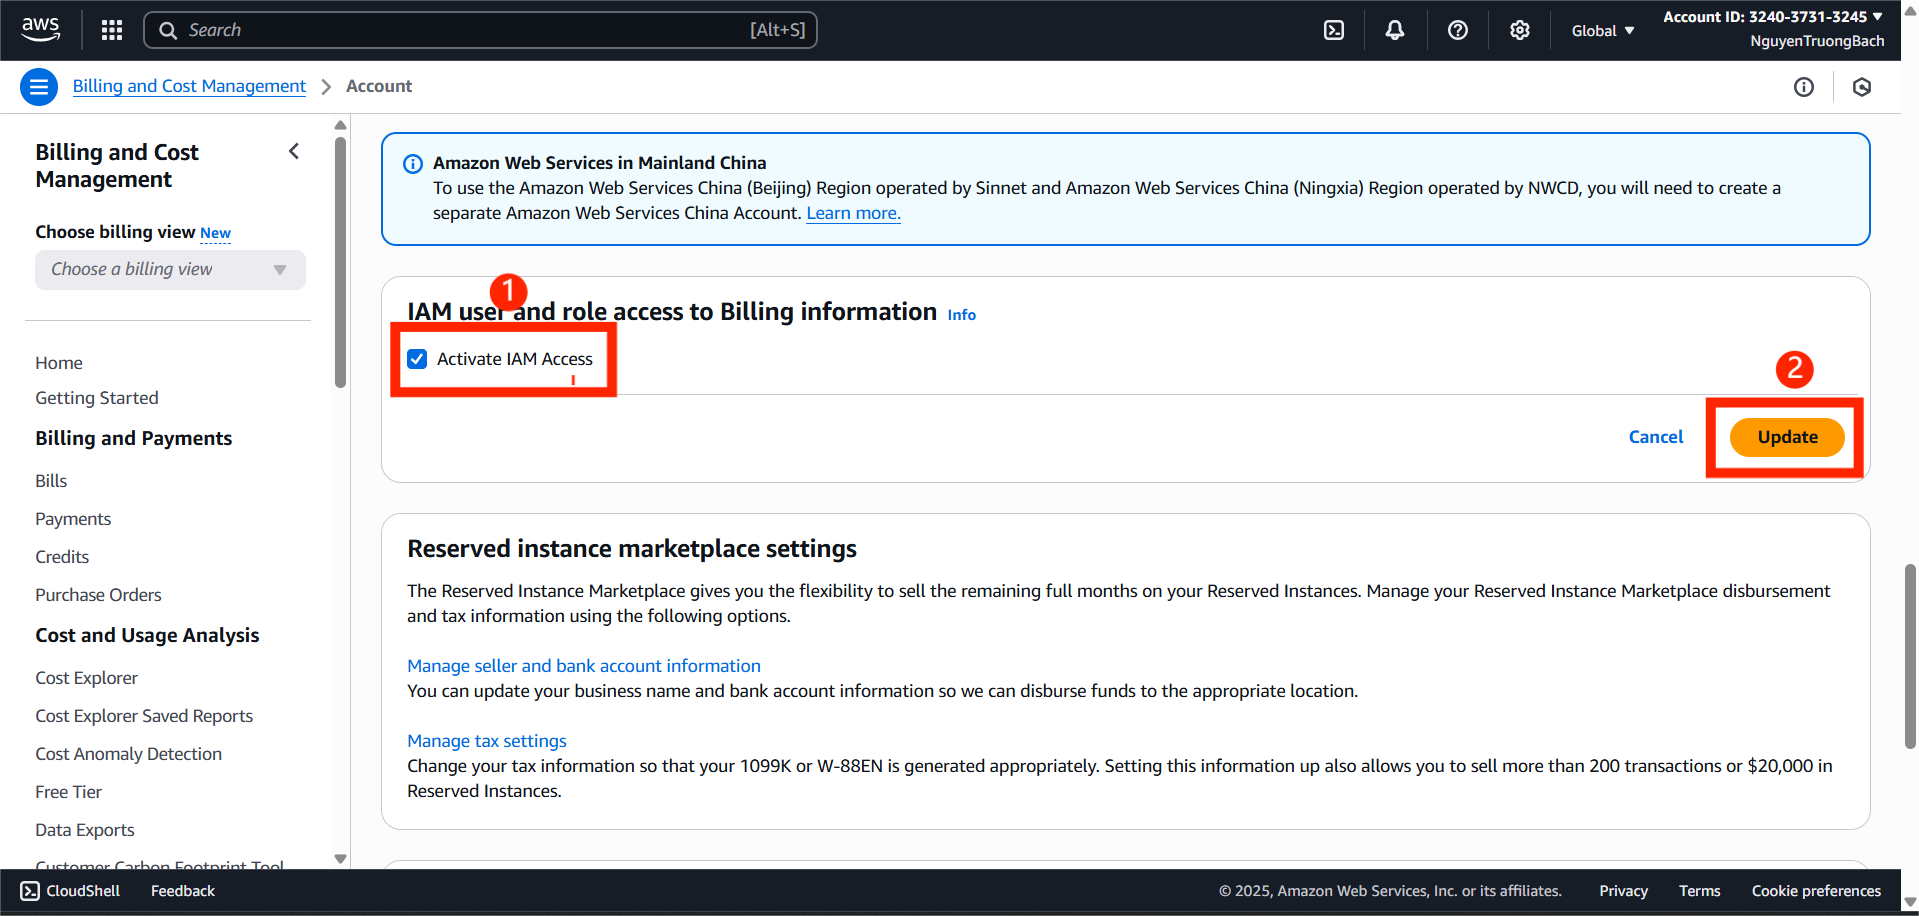 aws
Search
[Alt+S]
Global
Account ID: 3240-3731-3245
NguyenTruongBach
Billing and Cost Management
Account
Billing and Cost
Management
Choose billing view New
Choose a billing view
Home
Getting Started
Billing and Payments
Bills
Payments
Credits
Purchase Orders
Cost and Usage Analysis
Cost Explorer
Cost Explorer Saved Reports
Cost Anomaly Detection
Free Tier
Data Exports
Customer Carbon Footprint Tool
Amazon Web Services in Mainland China
To use the Amazon Web Services China (Beijing) Region operated by Sinnet and Amazon Web Services China (Ningxia) Region operated by NWCD, you will need to create a
separate Amazon Web Services China Account. Learn more.
1
IAM user and role access to Billing information Info
Activate IAM Access
2
Cancel
Update
Reserved instance marketplace settings
The Reserved Instance Marketplace gives you the flexibility to sell the remaining full months on your Reserved Instances. Manage your Reserved Instance Marketplace disbursement
and tax information using the following options.
Manage seller and bank account information
You can update your business name and bank account information so we can disburse funds to the appropriate location.
Manage tax settings
Change your tax information so that your 1099K or W-88EN is generated appropriately. Setting this information up also allows you to sell more than 200 transactions or $20,000 in
Reserved Instances.
CloudShell
Feedback
© 2025, Amazon Web Services, Inc. or its affiliates.
Privacy
Terms
Cookie preferences